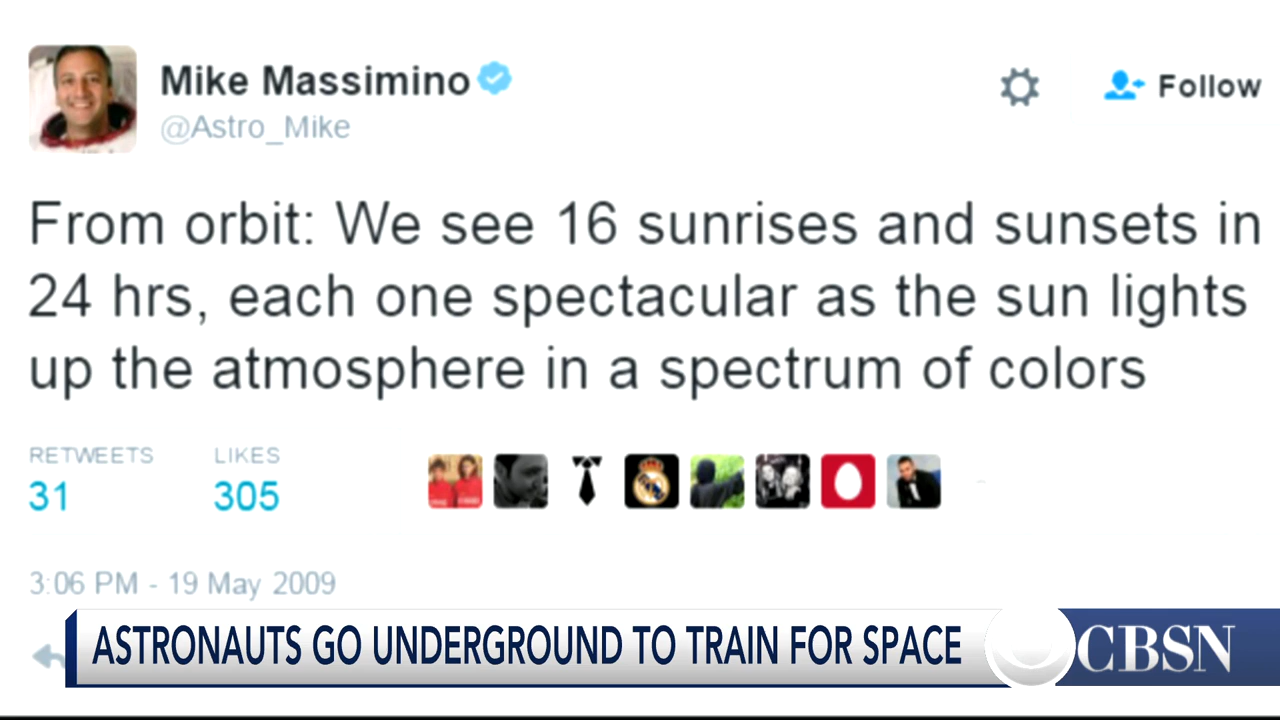 Mike Massimino
@Astro_Mike
Follow
From orbit: We see 16 sunrises and sunsets in
24 hrs, each one spectacular as the sun lights
up the atmosphere in a spectrum of colors
RETWEETS LIKES
31 305
3:06 PM - 19 May 2009
ASTRONAUTS GO UNDERGROUND TO TRAIN FOR SPACE
CBSN